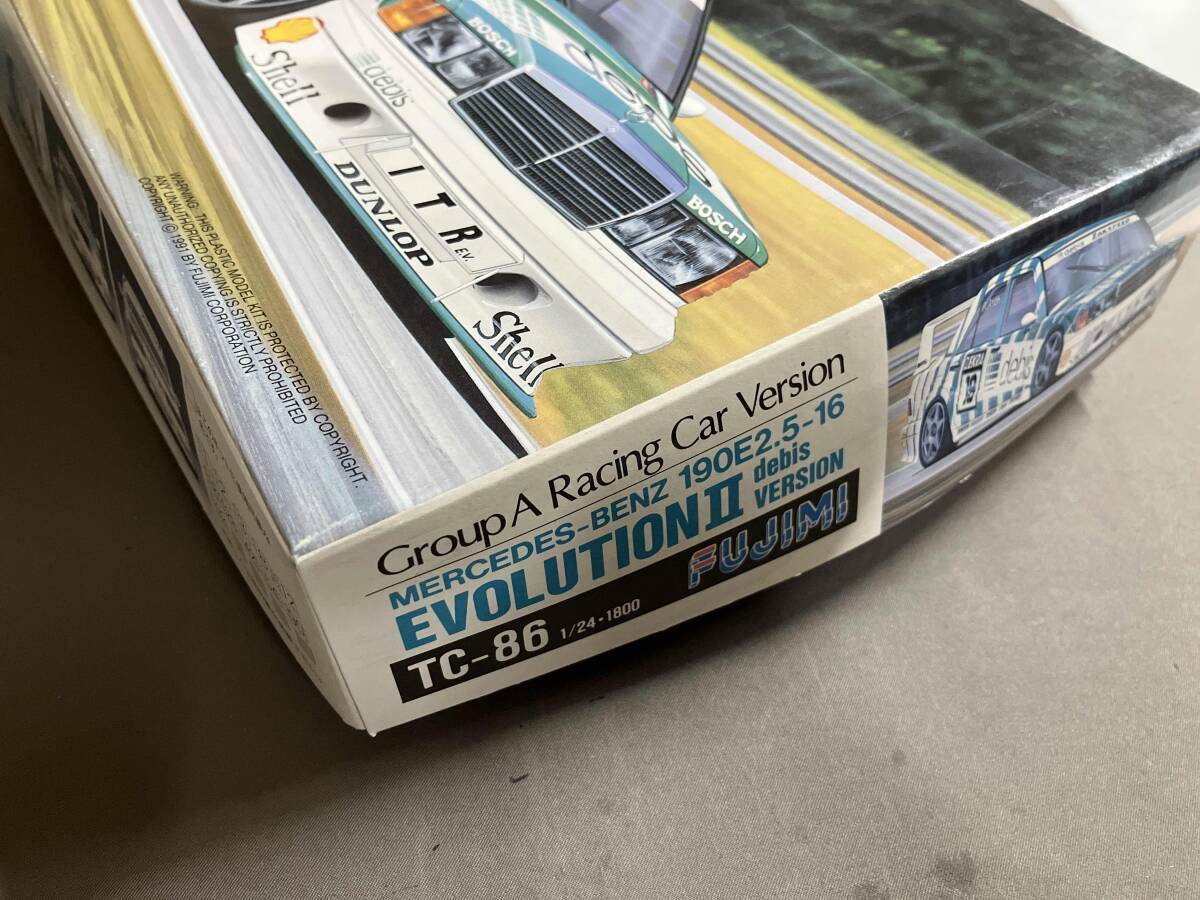 BOSCH
debis
debis
Shell
I T R
E.V.
DUNLOP
BOSCH
Shell
WARNING: THIS PLASTIC MODEL KIT IS PROTECTED BY COPYRIGHT.
ANY UNAUTHORIZED COPYING IS STRICTLY PROHIBITED
COPYRIGHT © 1991 BY FUJIMI CORPORATION
Group A Racing Car Version
MERCEDES-BENZ 190E2.5-16
EVOLUTION II debis VERSION
TC-86 1/24・1800 FUJIMI
debis